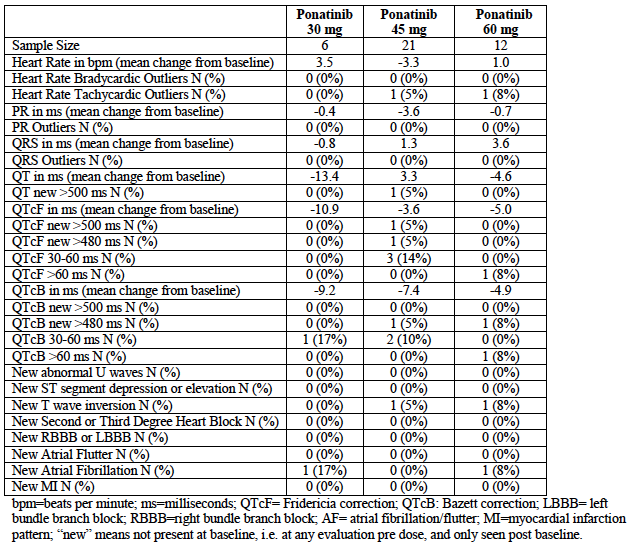 Ponatinib 30 mg Ponatinib 45 mg Ponatinib 60 mg
Sample Size 6 21 12
Heart Rate in bpm (mean change from baseline) 3.5 -3.3 1.0
Heart Rate Bradycardic Outliers N (%) 0 (0%) 0 (0%) 0 (0%)
Heart Rate Tachycardic Outliers N (%) 0 (0%) 1 (5%) 1 (8%)
PR in ms (mean change from baseline) -0.4 -3.6 -0.7
PR Outliers N (%) 0 (0%) 0 (0%) 0 (0%)
QRS in ms (mean change from baseline) -0.8 1.3 3.6
QRS Outliers N (%) 0 (0%) 0 (0%) 0 (0%)
QT in ms (mean change from baseline) -13.4 3.3 -4.6
QT new >500 ms N (%) 0 (0%) 1 (5%) 0 (0%)
QTcF in ms (mean change from baseline) -10.9 -3.6 -5.0
QTcF new >500 ms N (%) 0 (0%) 1 (5%) 0 (0%)
QTcF new >480 ms N (%) 0 (0%) 1 (5%) 0 (0%)
QTcF 30-60 ms N (%) 0 (0%) 3 (14%) 0 (0%)
QTcF >60 ms N (%) 0 (0%) 0 (0%) 1 (8%)
QTcB in ms (mean change from baseline) -9.2 -7.4 -4.9
QTcB new >500 ms N (%) 0 (0%) 0 (0%) 0 (0%)
QTcB new >480 ms N (%) 0 (0%) 1 (5%) 1 (8%)
QTcB 30-60 ms N (%) 1 (17%) 2 (10%) 0 (0%)
QTcB >60 ms N (%) 0 (0%) 0 (0%) 1 (8%)
New abnormal U waves N (%) 0 (0%) 0 (0%) 0 (0%)
New ST segment depression or elevation N (%) 0 (0%) 0 (0%) 0 (0%)
New T wave inversion N (%) 0 (0%) 1 (5%) 1 (8%)
New Second or Third Degree Heart Block N (%) 0 (0%) 0 (0%) 0 (0%)
New RBBB or LBBB N (%) 0 (0%) 0 (0%) 0 (0%)
New Atrial Flutter N (%) 0 (0%) 0 (0%) 0 (0%)
New Atrial Fibrillation N (%) 1 (17%) 0 (0%) 1 (8%)
New MI N (%) 0 (0%) 0 (0%) 0 (0%)
bpm=beats per minute; ms=milliseconds; QTcF= Fridericia correction; QTcB: Bazett correction; LBBB= left
bundle branch block; RBBB=right bundle branch block; AF= atrial fibrillation/flutter; MI=myocardial infarction
pattern; “new” means not present at baseline, i.e. at any evaluation pre dose, and only seen post baseline.